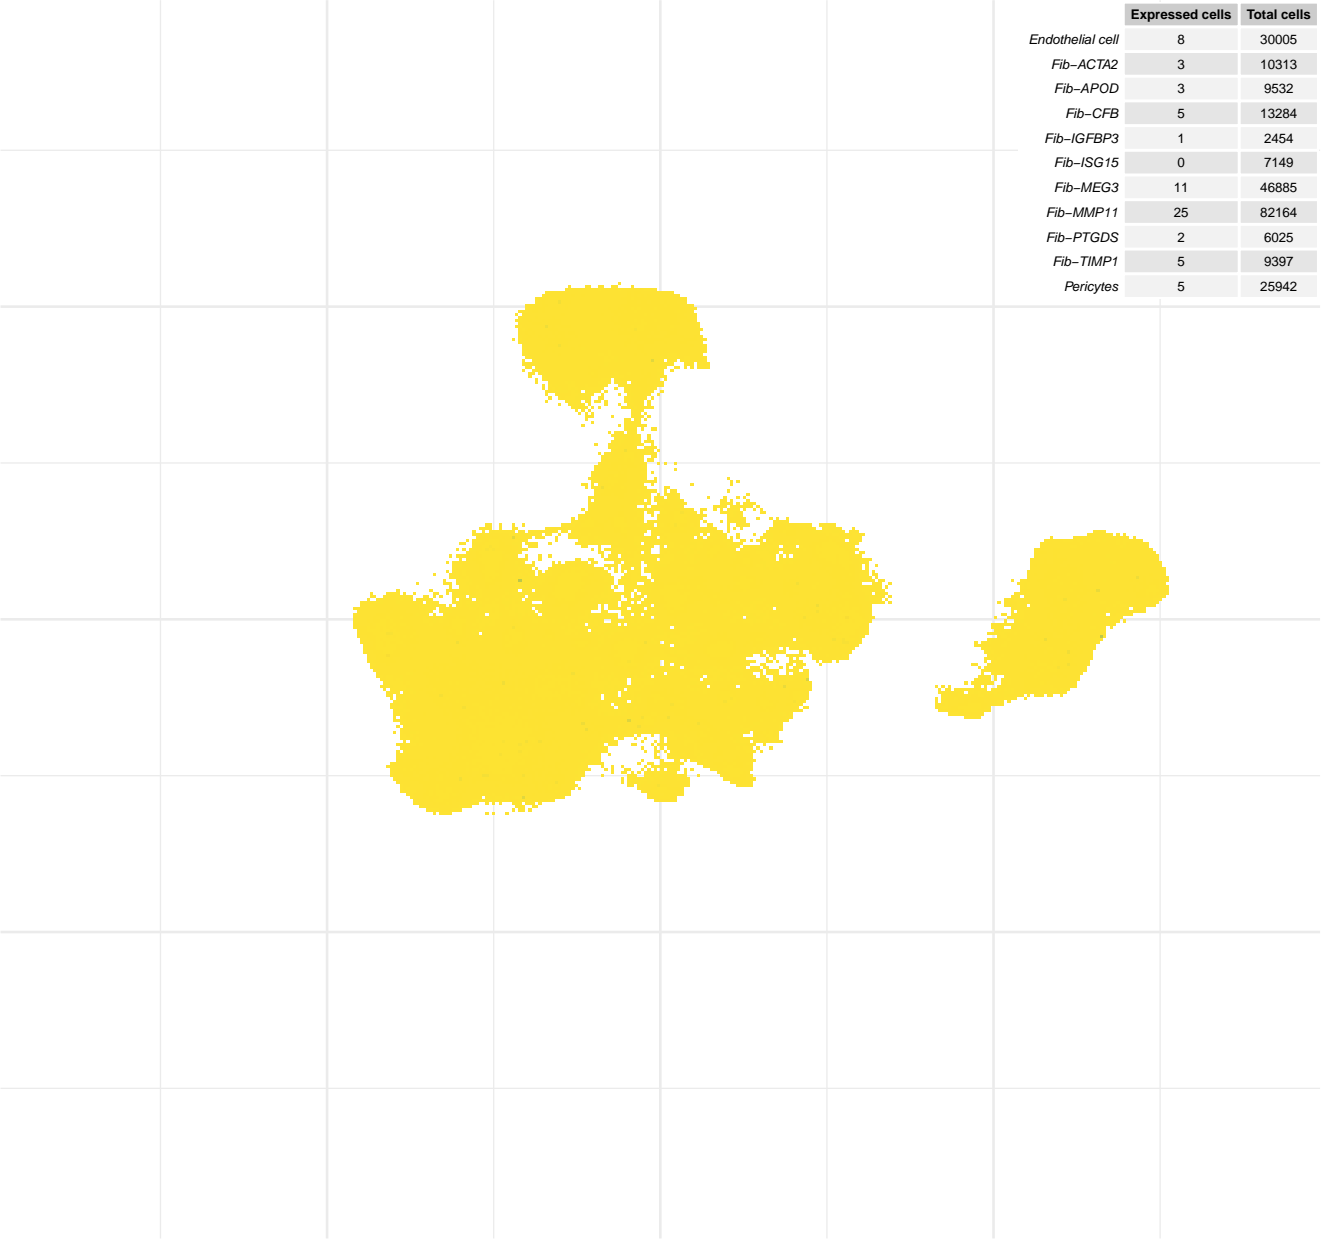 Expressed cells Total cells
Endothelial cell 8 30005
Fib−ACTA2 3 10313
Fib−APOD 3 9532
Fib−CFB 5 13284
Fib−IGFBP3 1 2454
Fib−ISG15 0 7149
Fib−MEG3 11 46885
Fib−MMP11 25 82164
Fib−PTGDS 2 6025
Fib−TIMP1 5 9397
Pericytes 5 25942